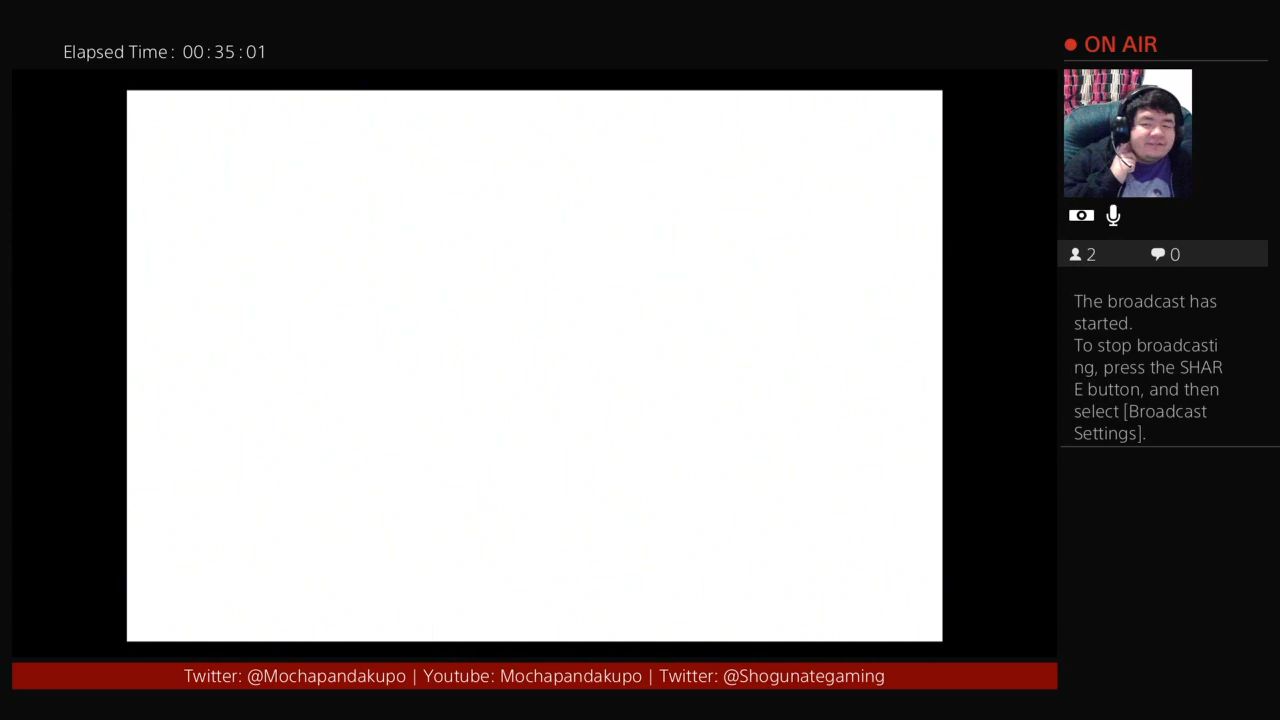 Elapsed Time: 00:35:01
ON AIR
2
0
The broadcast has
started.
To stop broadcasti
ng, press the SHAR
E button, and then
select [Broadcast
Settings].
Twitter: @Mochapandakupo | Youtube: Mochapandakupo | Twitter: @Shogunategaming